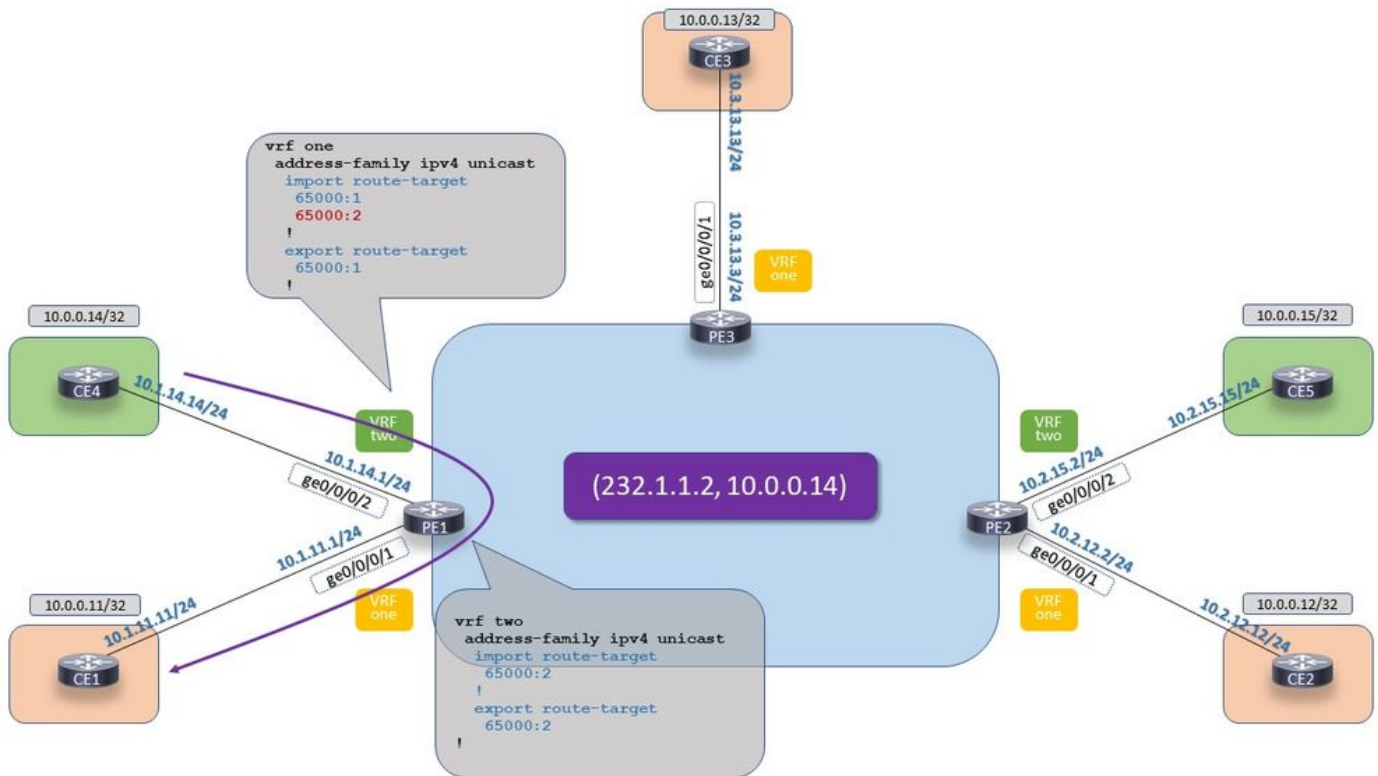 10.0.0.13/32
CE3
10.3.13.13/24
vrf one
address-family ipv4 unicast
import route-target
65000:1
65000:2
!
export route-target
65000:1
!
ge0/0/0/1
10.3.13.3/24
VRF
one
PE3
10.0.0.14/32
CE4
10.1.14.14/24
VRF
two
10.1.14.1/24
ge0/0/0/2
PE1
(232.1.1.2, 10.0.0.14)
10.0.0.15/32
CE5
10.2.15.15/24
VRF
two
10.2.15.2/24
ge0/0/0/2
PE2
10.1.11.1/24
ge0/0/0/1
VRF
one
10.0.0.11/32
10.1.11.11/24
CE1
vrf two
address-family ipv4 unicast
import route-target
65000:2
!
export route-target
65000:2
!
10.2.12.2/24
ge0/0/0/1
VRF
one
10.0.0.12/32
10.2.12.12/24
CE2